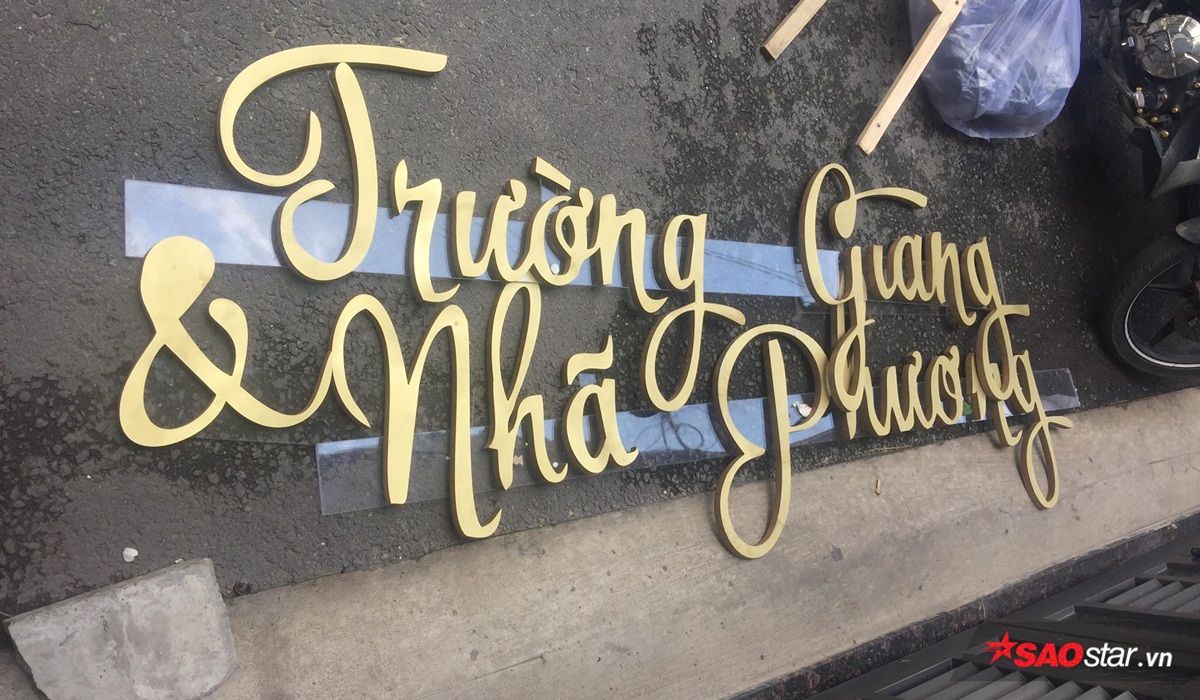 Trường Giang
& Nhã Phương
SAOstar.vn